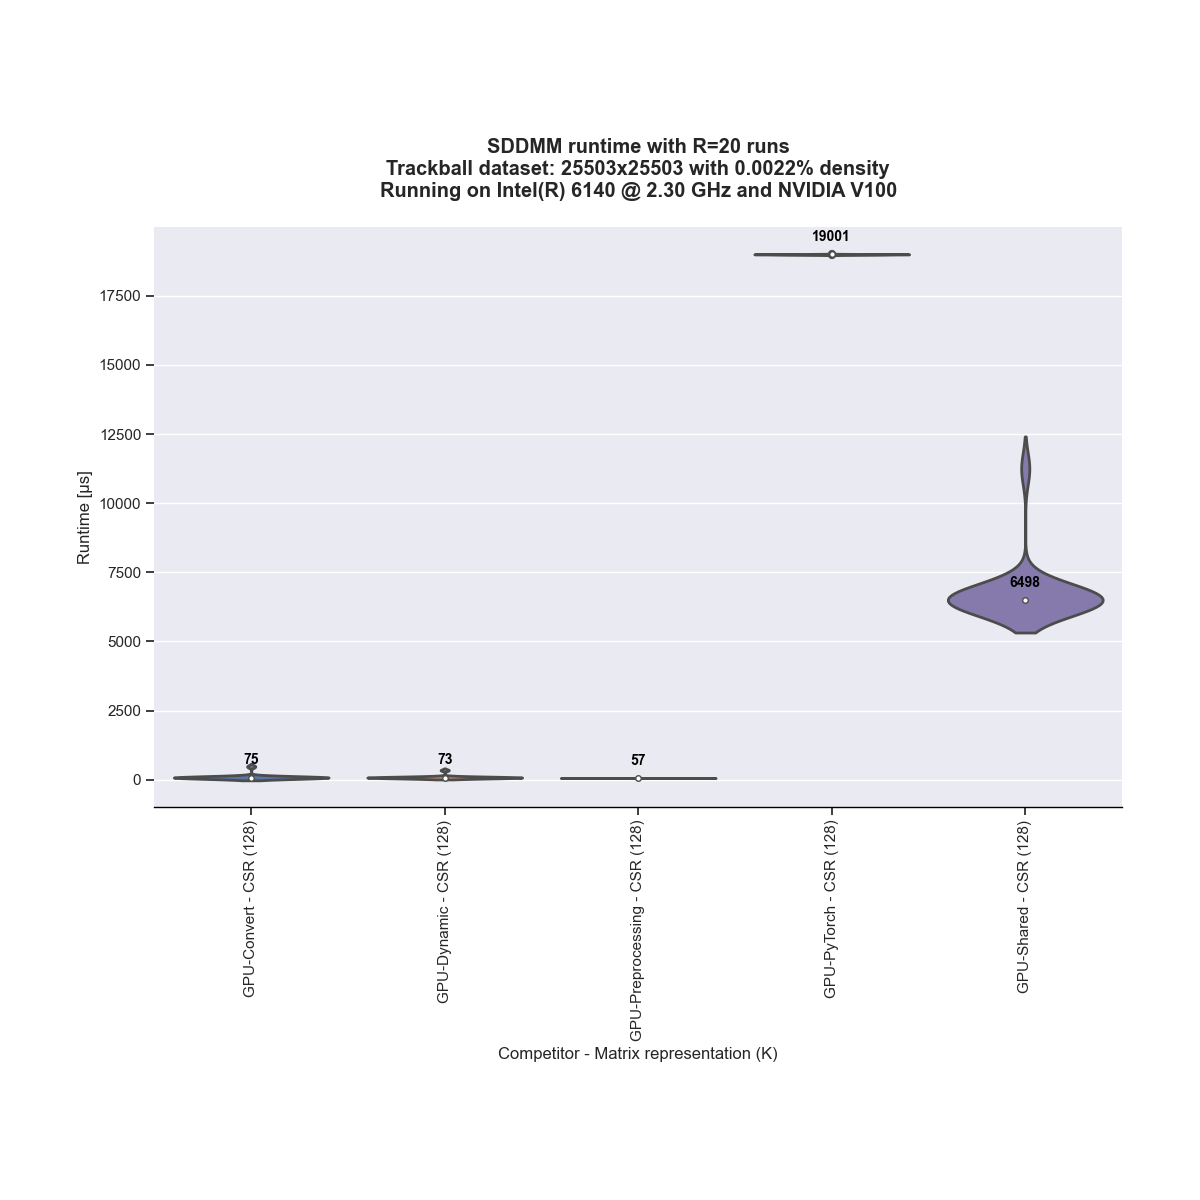 SDDMM runtime with R=20 runs
Trackball dataset: 25503x25503 with 0.0022% density
Running on Intel(R) 6140 @ 2.30 GHz and NVIDIA V100
Runtime [µs]
17500
15000
12500
10000
7500
5000
2500
0
75
73
57
19001
6498
GPU-Convert - CSR (128)
GPU-Dynamic - CSR (128)
GPU-Preprocessing - CSR (128)
GPU-PyTorch - CSR (128)
GPU-Shared - CSR (128)
Competitor - Matrix representation (K)